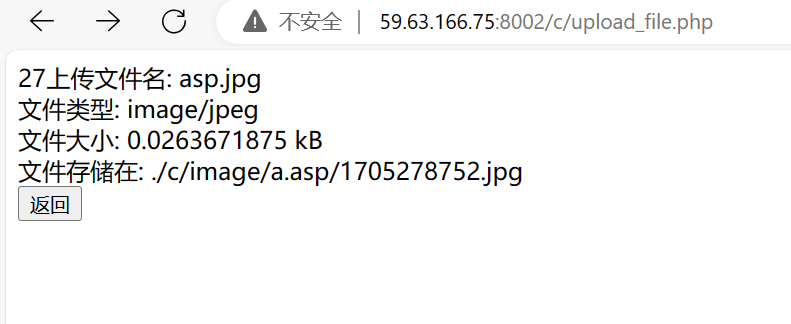 不安全 | 59.63.166.75:8002/c/upload_file.php
27上传文件名: asp.jpg
文件类型: image/jpeg
文件大小: 0.0263671875 kB
文件存储在: ./c/image/a.asp/1705278752.jpg
返回